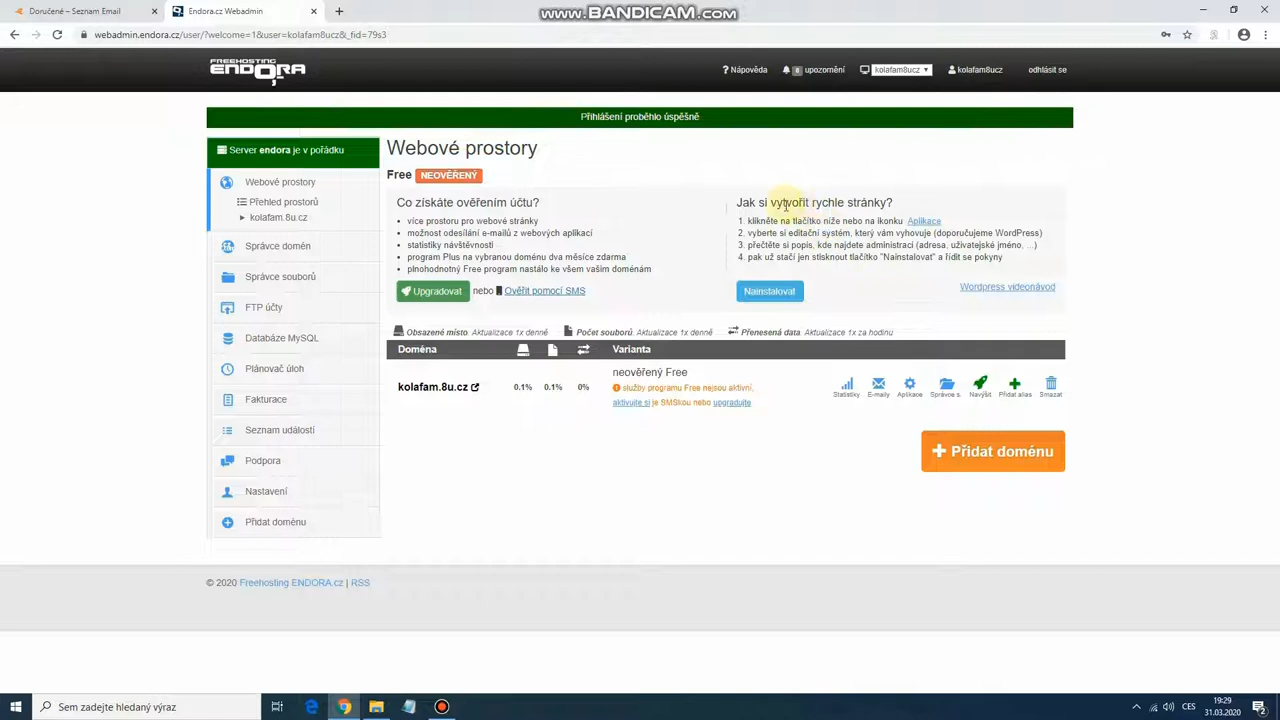 Doručené – Seznam Email
Endora.cz Webadmin
www.BANDICAM.com
webadmin.endora.cz/user/?welcome=1&user=kolafam8ucz&_fid=79s3
FREEHOSTING
ENDORA
Nápověda
6 upozornění
kolafam8ucz
kolafam8ucz
odhlásit se
Přihlášení proběhlo úspěšně
Server endora je v pořádku
Webové prostory
Přehled prostorů
kolafam.8u.cz
Správce domén
Správce souborů
FTP účty
Databáze MySQL
Plánovač úloh
Fakturace
Seznam událostí
Podpora
Nastavení
Přidat doménu
Webové prostory
Free NEOVĚŘENÝ
Co získáte ověřením účtu?
• více prostoru pro webové stránky
• možnost odesílání e-mailů z webových aplikací
• statistiky návštěvnosti
• program Plus na vybranou doménu dva měsíce zdarma
• plnohodnotný Free program nastálo ke všem vašim doménám
Upgradovat nebo Ověřit pomocí SMS
Jak si vytvořit rychle stránky?
1. klikněte na tlačítko níže nebo na ikonku Aplikace
2. vyberte si editační systém, který vám vyhovuje (doporučujeme WordPress)
3. přečtěte si popis, kde najdete administraci (adresa, uživatelské jméno, ...)
4. pak už stačí jen stisknout tlačítko "Nainstalovat" a řídit se pokyny
Nainstalovat
Wordpress videonávod
Obsazené místo. Aktualizace 1x denně
Počet souborů. Aktualizace 1x denně
Přenesená data. Aktualizace 1x za hodinu
Doména
Varianta
kolafam.8u.cz
0.1% 0.1% 0%
neověřený Free
služby programu Free nejsou aktivní,
aktivujte si je SMSkou nebo upgradujte
Statistiky
E-maily
Aplikace
Správce s.
Navýšit
Přidat alias
Smazat
+ Přidat doménu
© 2020 Freehosting ENDORA.cz | RSS
Sem zadejte hledaný výraz
CES
19:29
31.03.2020
2